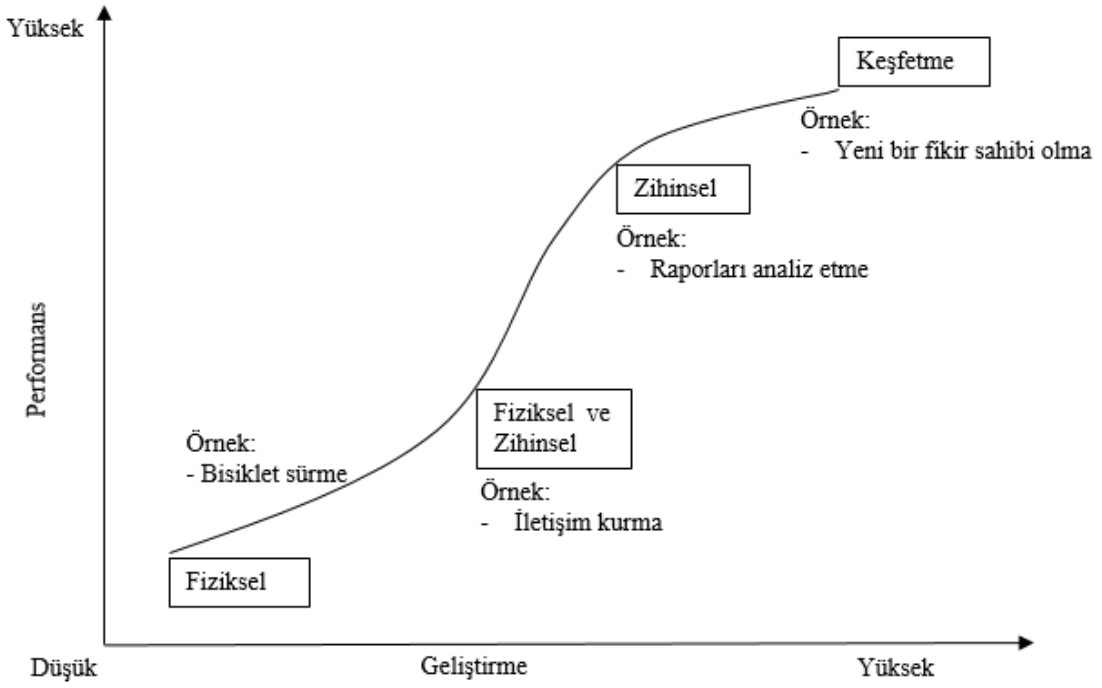 Yüksek
Keşfetme
Örnek:
- Yeni bir fikir sahibi olma
Zihinsel
Örnek:
- Raporları analiz etme
Performans
Fiziksel ve
Zihinsel
Örnek:
- Bisiklet sürme
Örnek:
- İletişim kurma
Fiziksel
Düşük
Geliştirme
Yüksek